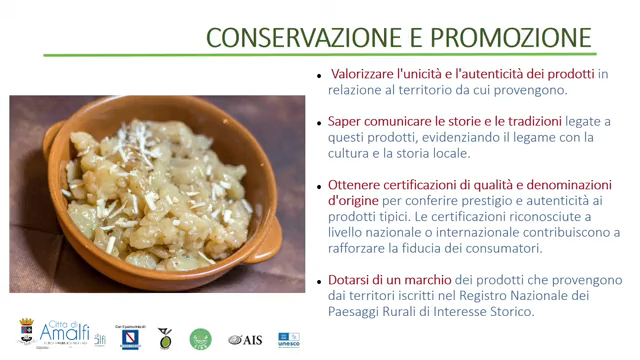 CONSERVAZIONE E PROMOZIONE
Valorizzare l'unicità e l'autenticità dei prodotti in
relazione al territorio da cui provengono.
Saper comunicare le storie e le tradizioni legate a
questi prodotti, evidenziando il legame con la
cultura e la storia locale.
Ottenere certificazioni di qualità e denominazioni
d'origine per conferire prestigio e autenticità ai
prodotti tipici. Le certificazioni riconosciute a
livello nazionale o internazionale contribuiscono a
rafforzare la fiducia dei consumatori.
Dotarsi di un marchio dei prodotti che provengono
dai territori iscritti nel Registro Nazionale dei
Paesaggi Rurali di Interesse Storico.
Città di
Amalfi
AIS
unesco